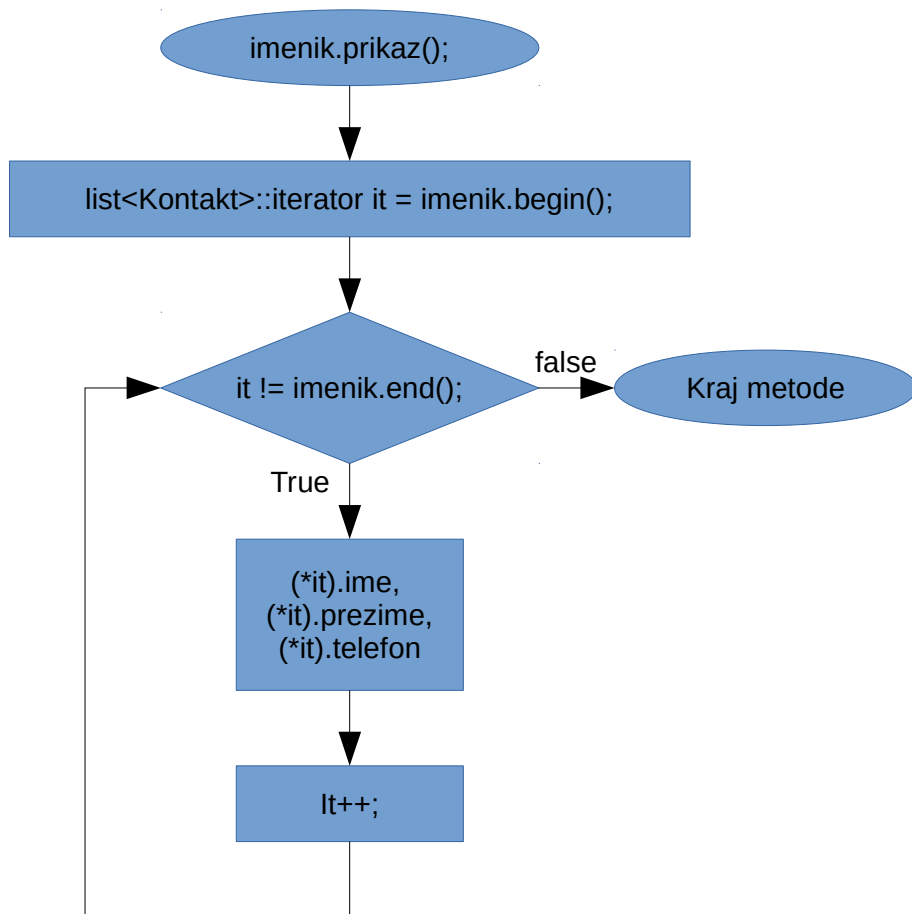 imenik.prikaz();
list<Kontakt>::iterator it = imenik.begin();
it != imenik.end();
false
Kraj metode
True
(*it).ime,
(*it).prezime,
(*it).telefon
It++;